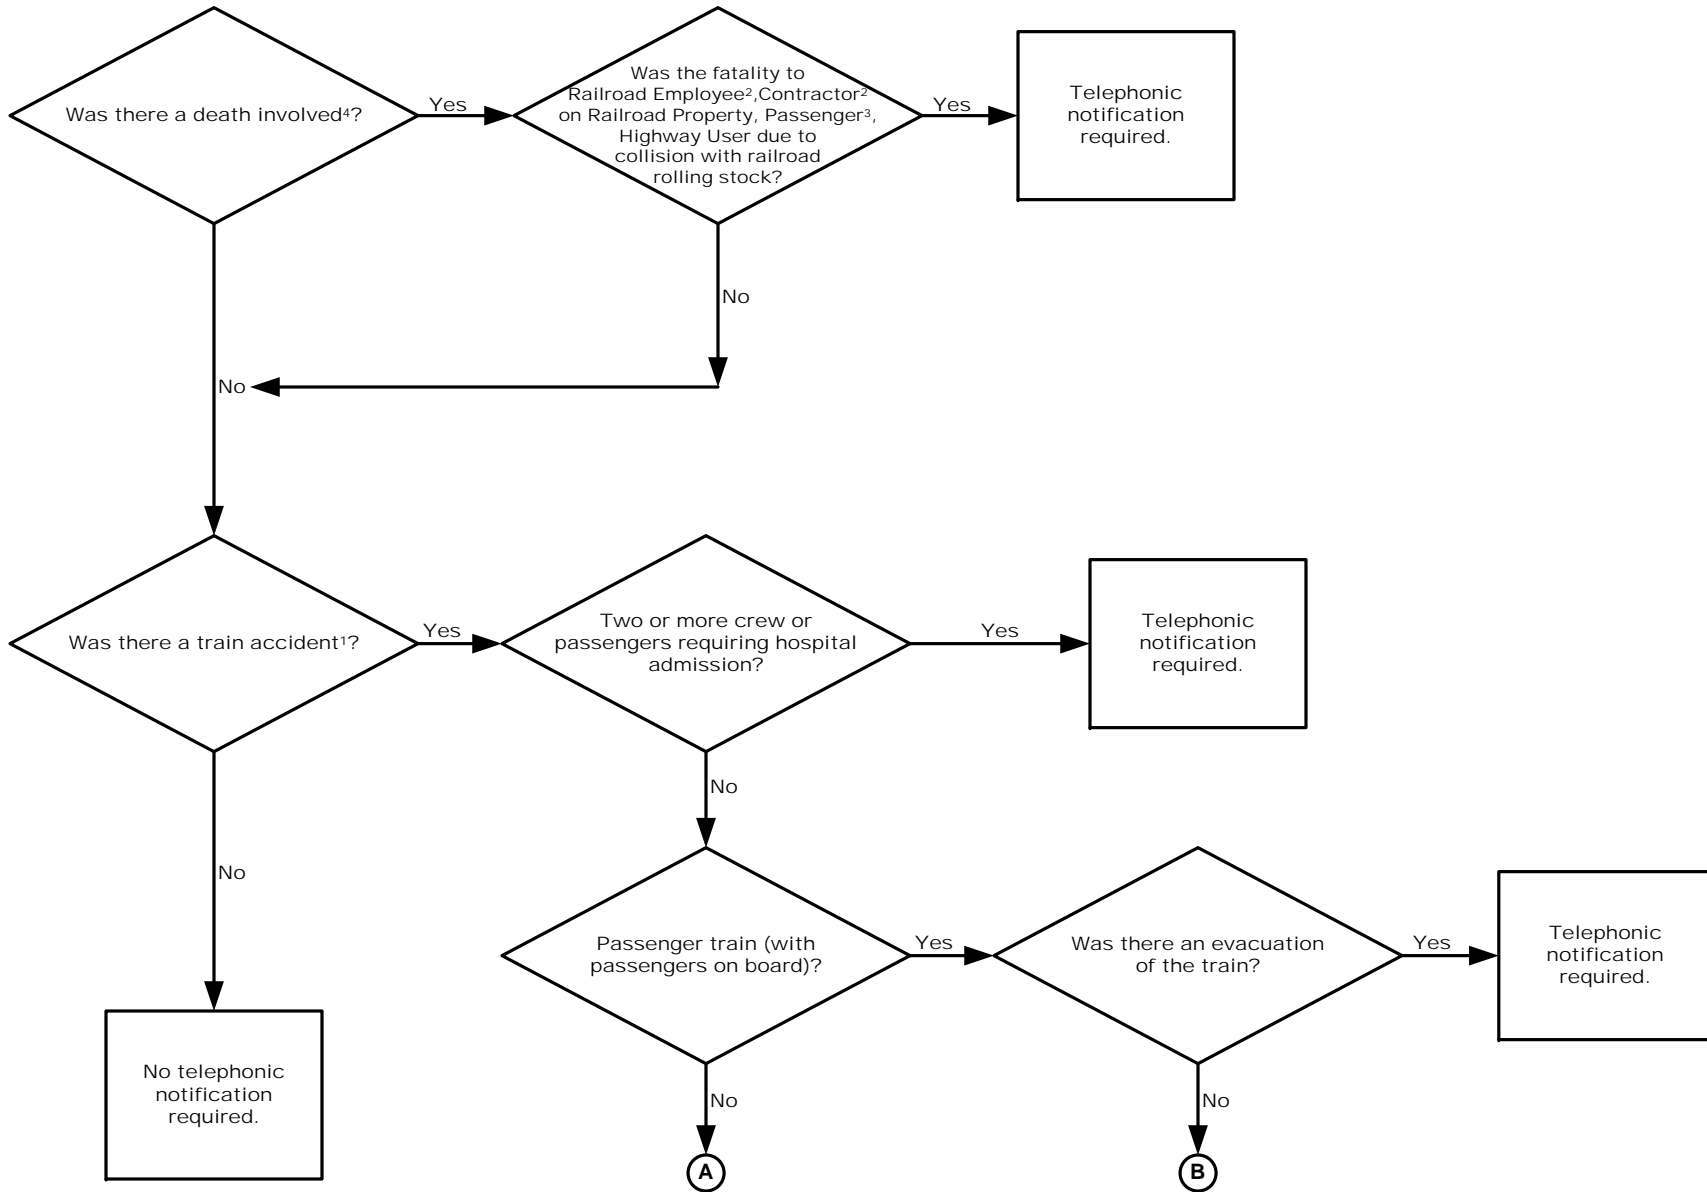 Was there a death involved⁴?
Yes
Was the fatality to
Railroad Employee²,Contractor²
on Railroad Property, Passenger³,
Highway User due to
collision with railroad
rolling stock?
Yes
Telephonic
notification
required.
No
No
Was there a train accident¹?
Yes
Two or more crew or
passengers requiring hospital
admission?
Yes
Telephonic
notification
required.
No
No
Passenger train (with
passengers on board)?
Yes
Was there an evacuation
of the train?
Yes
Telephonic
notification
required.
No telephonic
notification
required.
No
No
A
B